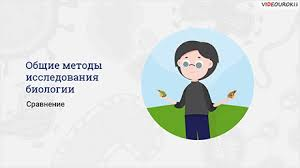 VIDEOUROKI
Общие методы
исследования
биологии
Сравнение